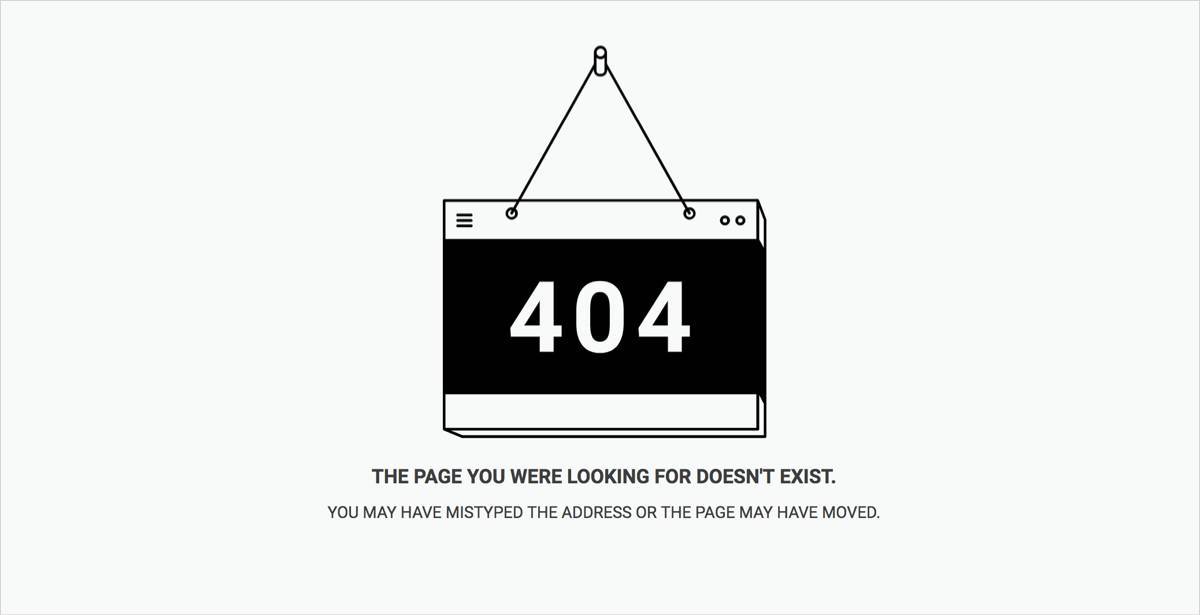 404
THE PAGE YOU WERE LOOKING FOR DOESN'T EXIST.
YOU MAY HAVE MISTYPED THE ADDRESS OR THE PAGE MAY HAVE MOVED.